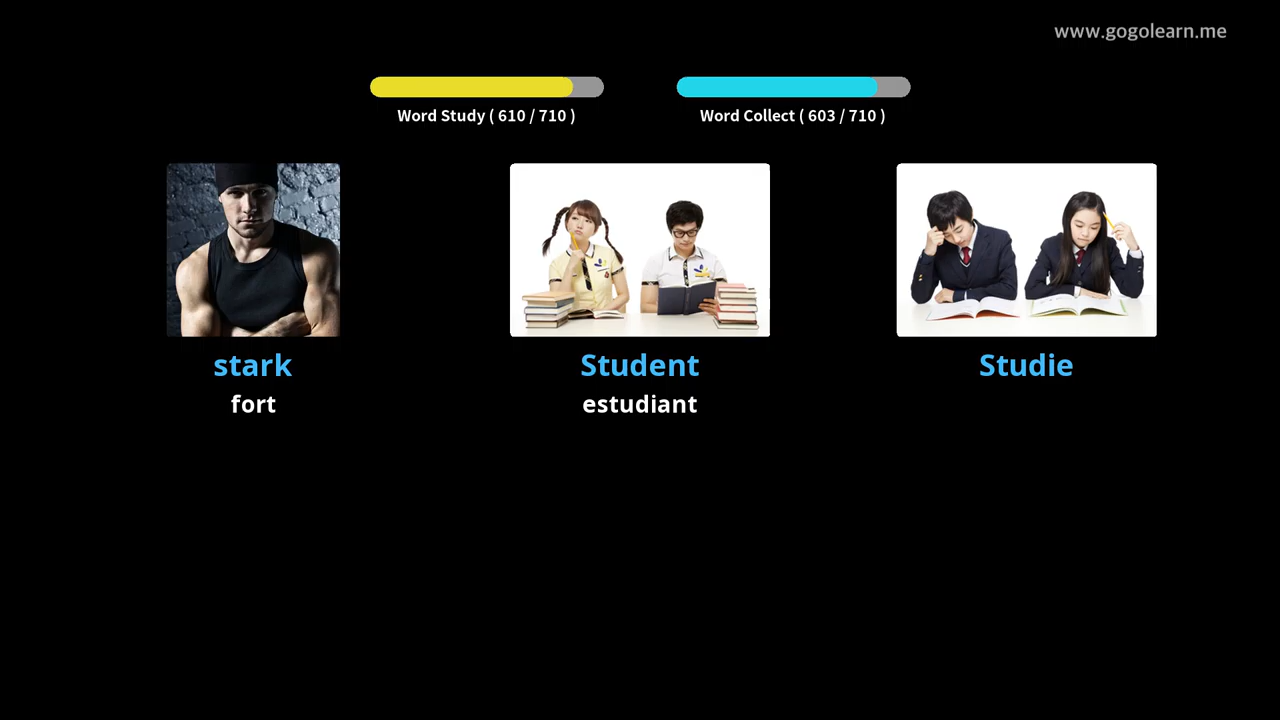 www.gogolearn.me
Word Study ( 610 / 710 )
Word Collect ( 603 / 710 )
stark
Student
Studie
fort
estudiant